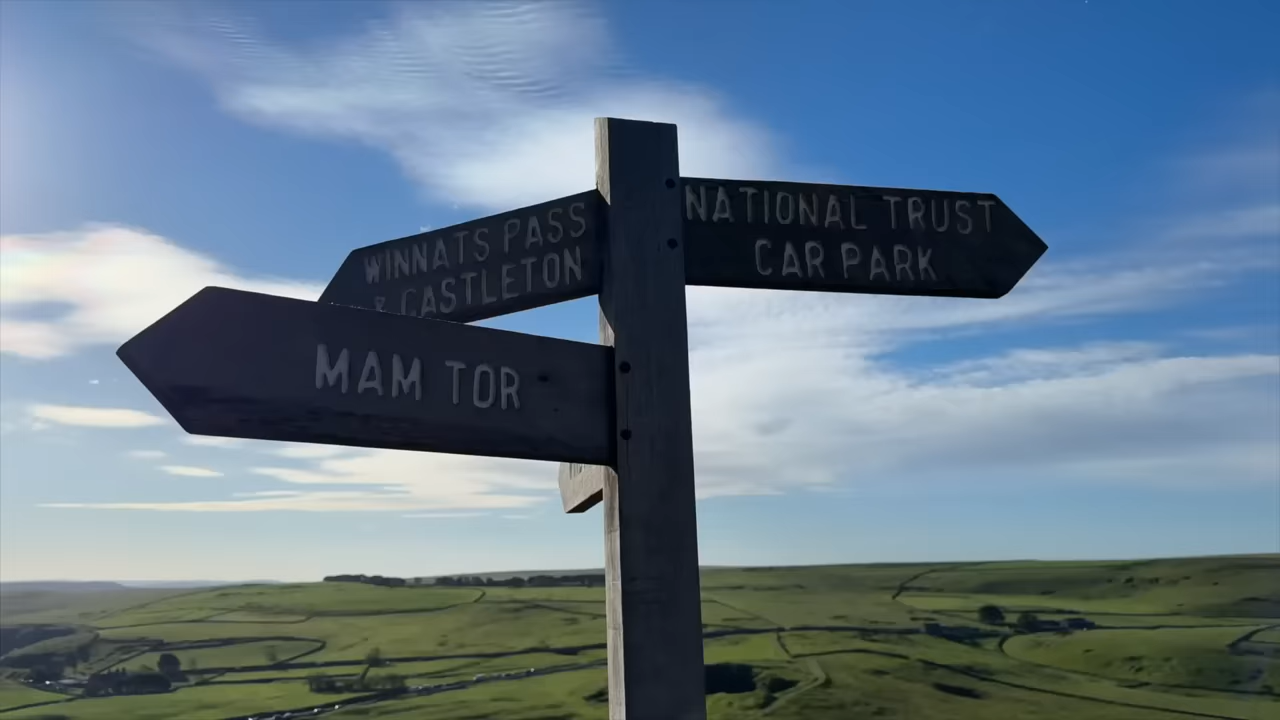 WINNATS PASS
& CASTLETON
NATIONAL TRUST
CAR PARK
MAM TOR